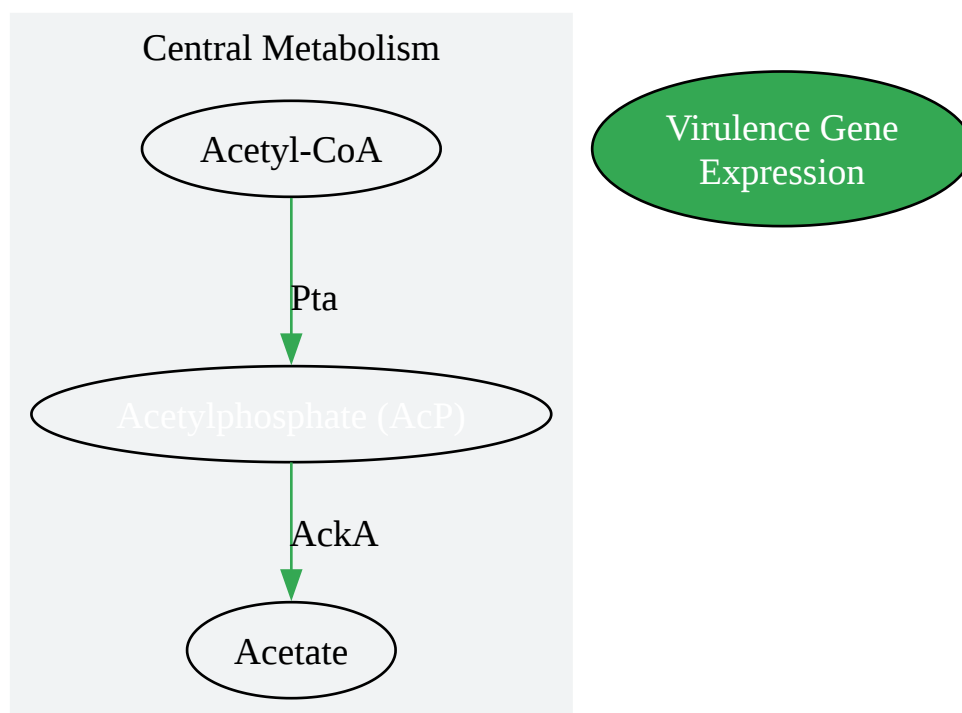 Central Metabolism
Acetyl-CoA
Virulence Gene
Expression
Pta
Acetylphosphate (AcP)
AckA
Acetate